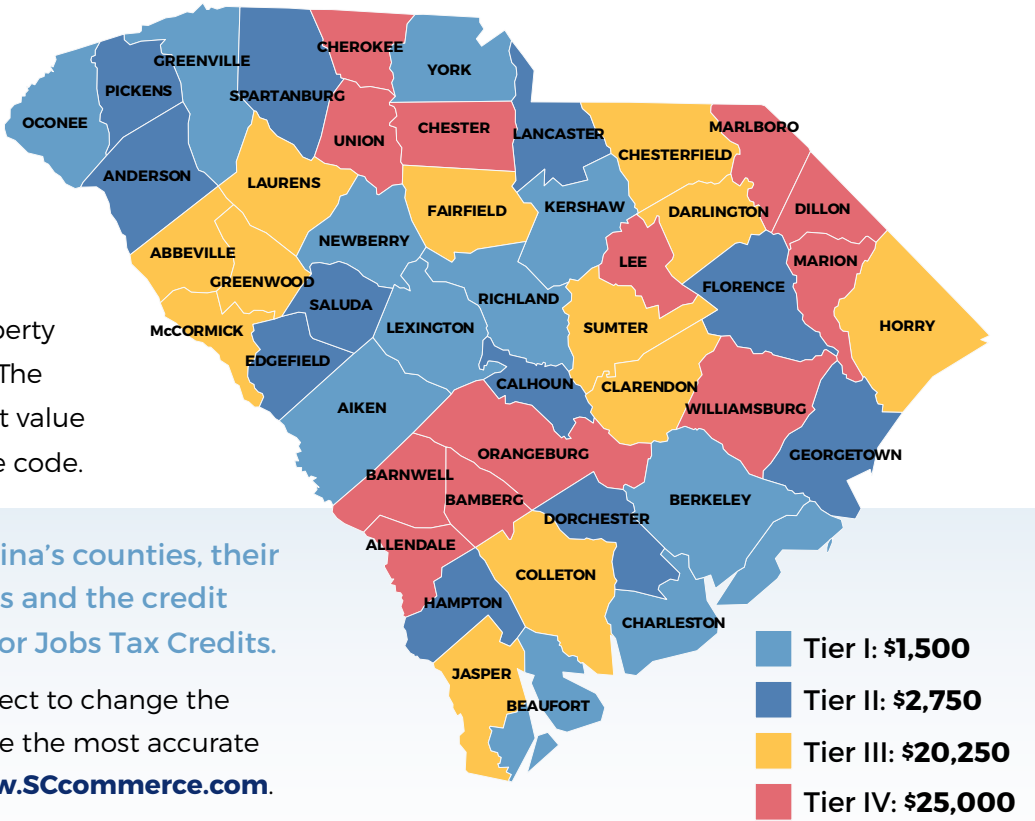 CHEROKEE
GREENVILLE
YORK
PICKENS
SPARTANBURG
OCONEE
CHESTER
MARLBORO
LANCASTER
UNION
CHESTERFIELD
ANDERSON
LAURENS
KERSHAW
DILLON
FAIRFIELD
DARLINGTON
NEWBERRY
ABBEVILLE
LEE
MARION
GREENWOOD
FLORENCE
SALUDA
RICHLAND
McCORMICK
LEXINGTON
SUMTER
HORRY
EDGEFIELD
CALHOUN
CLARENDON
AIKEN
WILLIAMSBURG
ORANGEBURG
GEORGETOWN
BARNWELL
BAMBERG
BERKELEY
DORCHESTER
ALLENDALE
COLLETON
HAMPTON
CHARLESTON
JASPER
BEAUFORT
perty
The
t value
e code.
ina's counties, their
s and the credit
or Jobs Tax Credits.
ect to change the
e the most accurate
w.SCcommerce.com.
Tier I: $1,500
Tier II: $2,750
Tier III: $20,250
Tier IV: $25,000